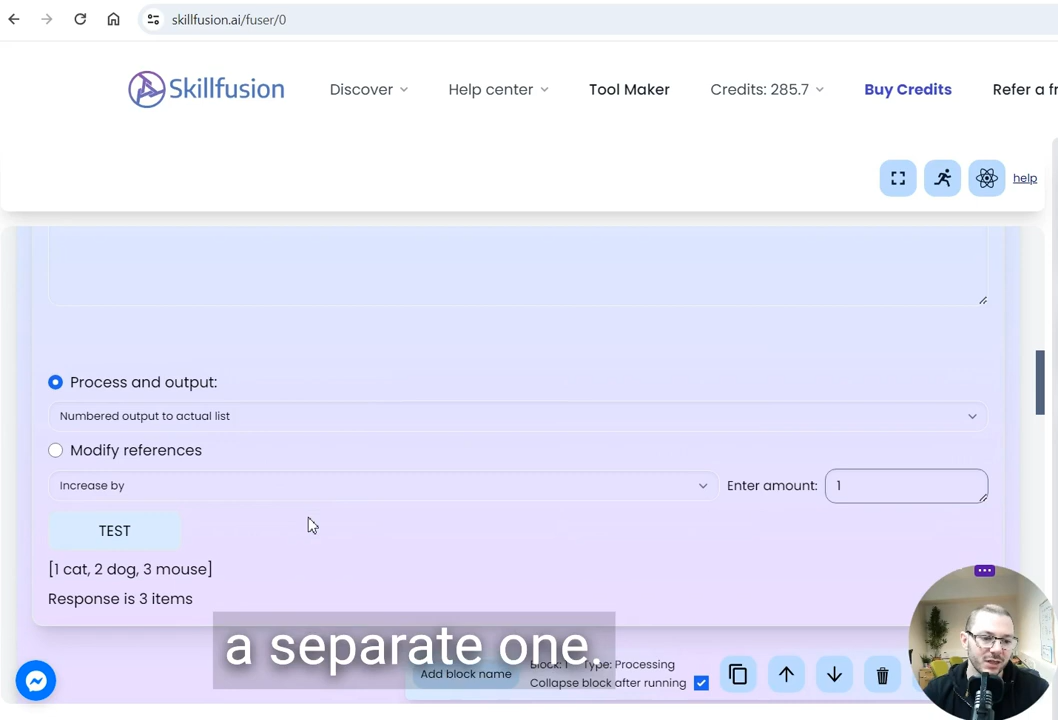 skillfusion.ai/fuser/0
Skillfusion Discover Help center Tool Maker Credits: 285.7 Buy Credits Refer a fr
help
Process and output:
Numbered output to actual list
Modify references
Increase by Enter amount: 1
TEST
[1 cat, 2 dog, 3 mouse]
Response is 3 items
a separate one.
Add block name
Block: 1 Type: Processing
Collapse block after running